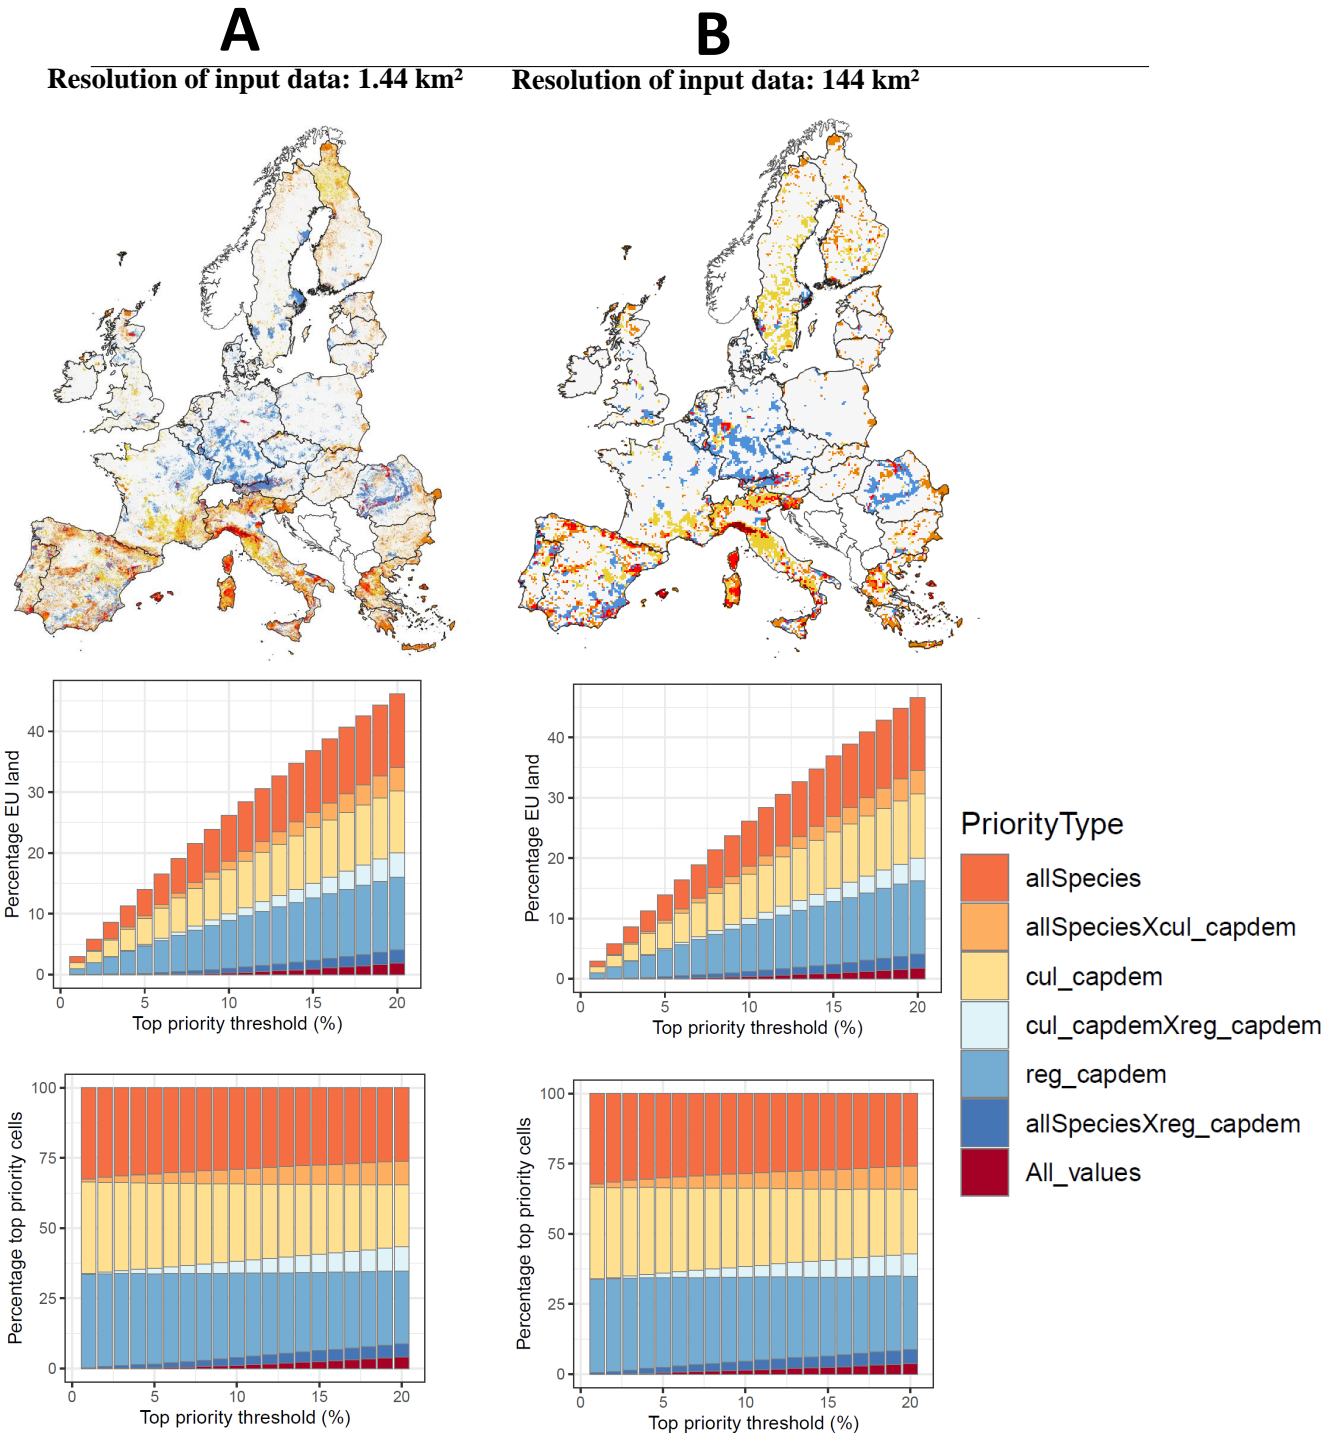 A
B
Resolution of input data: 1.44 km²
Resolution of input data: 144 km²
Percentage EU land
40
30
20
10
0
0 5 10 15 20
Top priority threshold (%)
Percentage EU land
40
30
20
10
0
0 5 10 15 20
Top priority threshold (%)
Percentage top priority cells
100
75
50
25
0
0 5 10 15 20
Top priority threshold (%)
Percentage top priority cells
100
75
50
25
0
0 5 10 15 20
Top priority threshold (%)
PriorityType
allSpecies
allSpeciesXcul_capdem
cul_capdem
cul_capdemXreg_capdem
reg_capdem
allSpeciesXreg_capdem
All_values